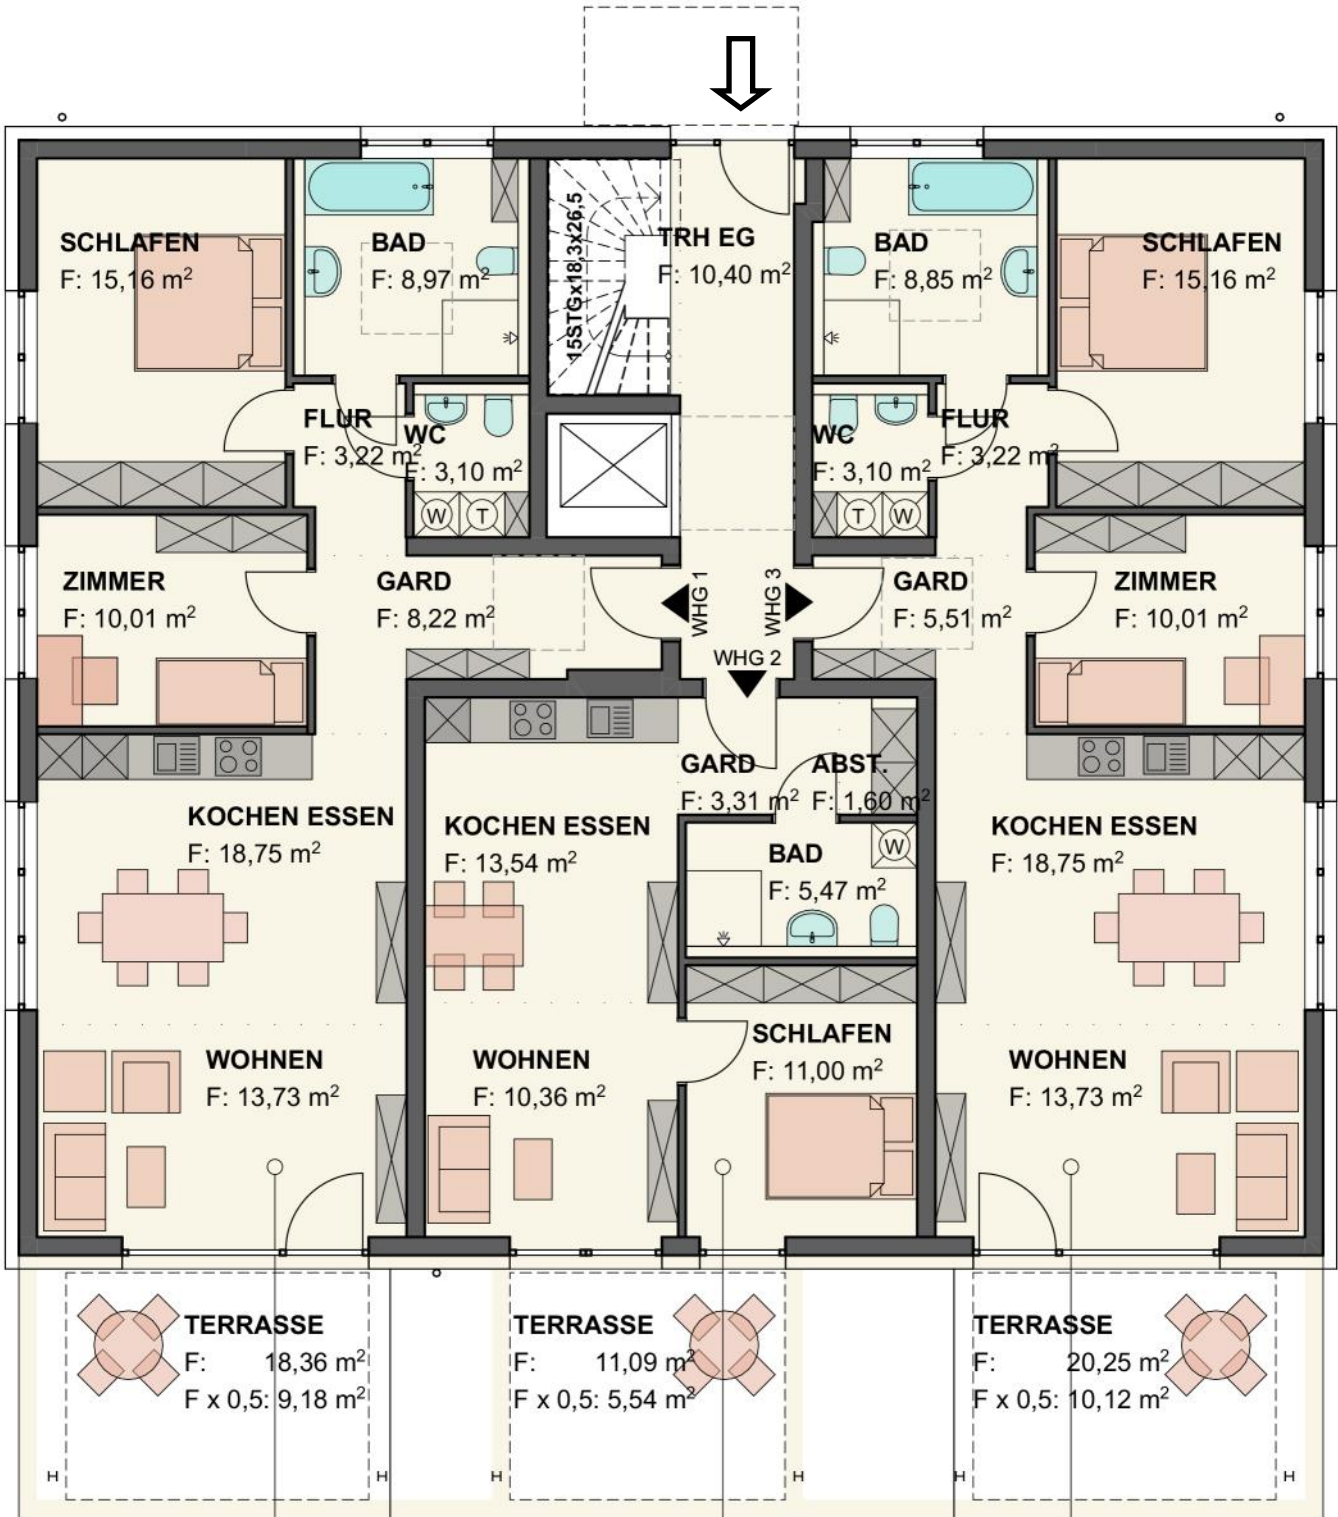 15STGx18,3x26,5
TRH EG
F: 10,40 m²
SCHLAFEN
F: 15,16 m²
BAD
F: 8,97 m²
BAD
F: 8,85 m²
SCHLAFEN
F: 15,16 m²
FLUR
F: 3,22 m²
WC
F: 3,10 m²
W
T
WC
F: 3,10 m²
T
W
FLUR
F: 3,22 m²
ZIMMER
F: 10,01 m²
GARD
F: 8,22 m²
WHG 1
WHG 3
WHG 2
GARD
F: 5,51 m²
ZIMMER
F: 10,01 m²
GARD
F: 3,31 m²
ABST.
F: 1,60 m²
KOCHEN ESSEN
F: 18,75 m²
KOCHEN ESSEN
F: 13,54 m²
BAD
F: 5,47 m²
W
KOCHEN ESSEN
F: 18,75 m²
WOHNEN
F: 13,73 m²
WOHNEN
F: 10,36 m²
SCHLAFEN
F: 11,00 m²
WOHNEN
F: 13,73 m²
TERRASSE
F: 18,36 m²
F x 0,5: 9,18 m²
TERRASSE
F: 11,09 m²
F x 0,5: 5,54 m²
TERRASSE
F: 20,25 m²
F x 0,5: 10,12 m²
H
H
H
H
H
H